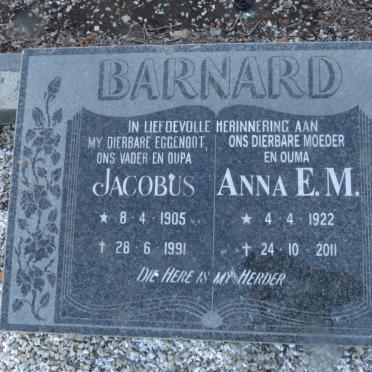 BARNARD
IN LIEFDEVOLLE HERINNERING AAN
MY DIERBARE EGGENOOT,
ONS VADER EN OUPA
JACOBUS
★ 8·4·1905
† 28·6·1991
ONS DIERBARE MOEDER
EN OUMA
ANNA E. M.
★ 4·4·1922
† 24·10·2011
DIE HERE IS MY HERDER